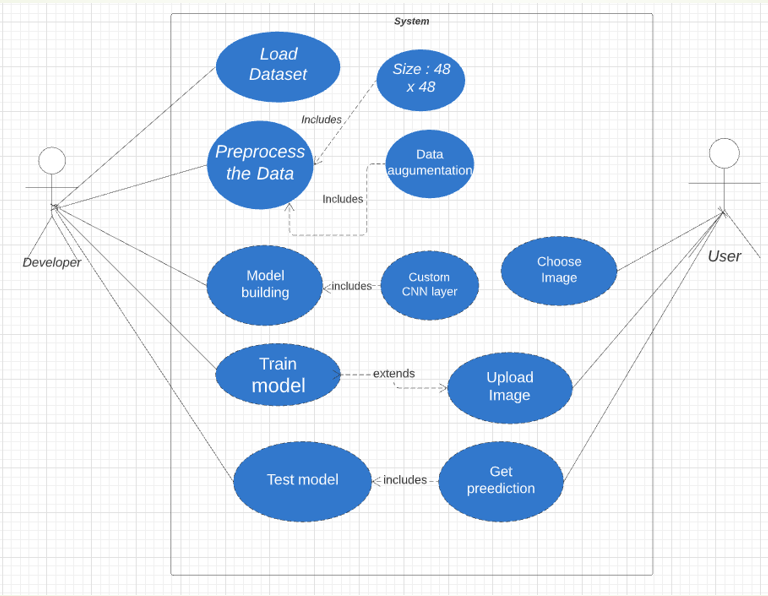 System
Load
Dataset
Size : 48
x 48
Includes
Preprocess
the Data
Data
augumentation
Includes
Developer
User
Model
building
includes
Custom
CNN layer
Choose
Image
Train
model
extends
Upload
Image
Test model
includes
Get
preediction